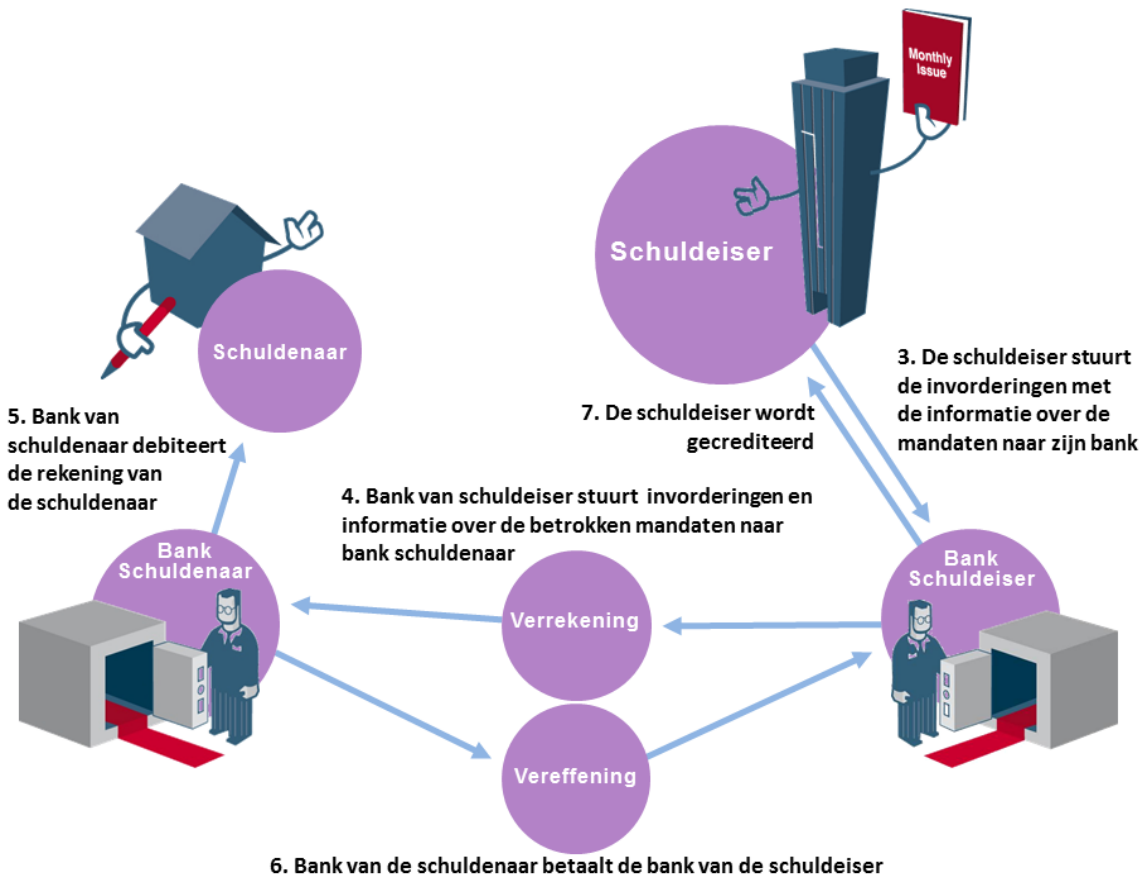 Monthly
Issue
Schuldeiser
Schuldenaar
3. De schuldeiser stuurt
de invorderingen met
de informatie over de
mandaten naar zijn bank
7. De schuldeiser wordt
gecrediteerd
5. Bank van
schuldenaar debiteert
de rekening van
de schuldenaar
4. Bank van schuldeiser stuurt invorderingen en
informatie over de betrokken mandaten naar
bank schuldenaar
Bank
Schuldenaar
Bank
Schuldeiser
Verrekening
Vereffening
6. Bank van de schuldenaar betaalt de bank van de schuldeiser